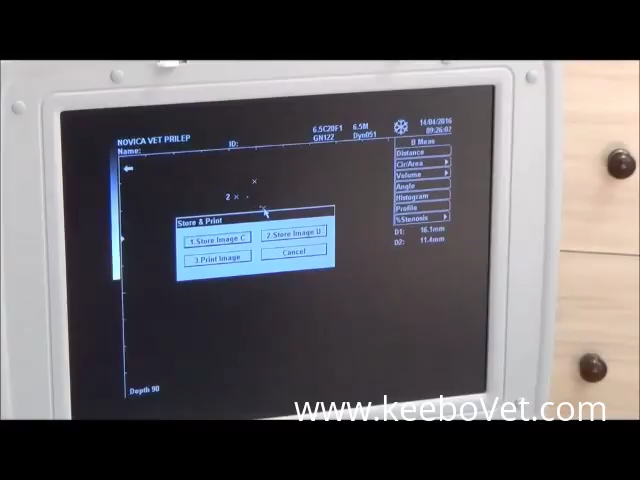 NOVICA VET PRILEP
Name:
ID:
6.5C20F1 6.5M
GN122 Dyn051
14/04/2016
09:26:02
B Meas
Distance
Cir/Area
Volume
Angle
Histogram
Profile
%Stenosis
D1: 16.1mm
D2: 11.4mm
2
Store & Print
1.Store Image C
2.Store Image U
3.Print Image
Cancel
Depth 90
www.keeboVet.com